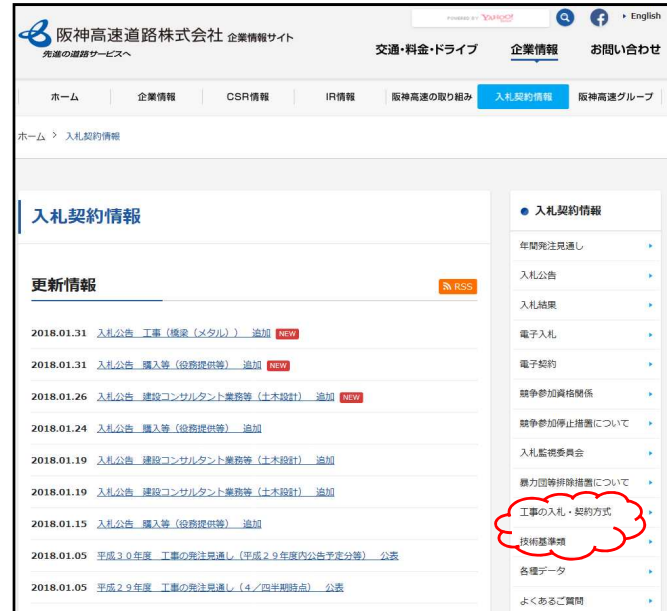 阪神高速道路株式会社 企業情報サイト
先進の道路サービスへ
POWERED BY YAHOO!
English
交通・料金・ドライブ 企業情報 お問い合わせ
ホーム 企業情報 CSR情報 IR情報 阪神高速の取り組み 入札契約情報 阪神高速グループ
ホーム > 入札契約情報
入札契約情報
更新情報
RSS
2018.01.31 入札公告 工事（橋梁（メタル）） 追加 NEW
2018.01.31 入札公告 購入等（役務提供等） 追加 NEW
2018.01.26 入札公告 建設コンサルタント業務等（土木設計） 追加 NEW
2018.01.24 入札公告 購入等（役務提供等） 追加
2018.01.19 入札公告 建設コンサルタント業務等（土木設計） 追加
2018.01.19 入札公告 建設コンサルタント業務等（土木設計） 追加
2018.01.15 入札公告 購入等（役務提供等） 追加
2018.01.05 平成３０年度 工事の発注見通し（平成２９年度内公告予定分等） 公表
2018.01.05 平成２９年度 工事の発注見通し（４／四半期時点） 公表
入札契約情報
年間発注見通し
入札公告
入札結果
電子入札
電子契約
競争参加資格関係
競争参加停止措置について
入札監視委員会
暴力団等排除措置について
工事の入札・契約方式
技術基準類
各種データ
よくあるご質問